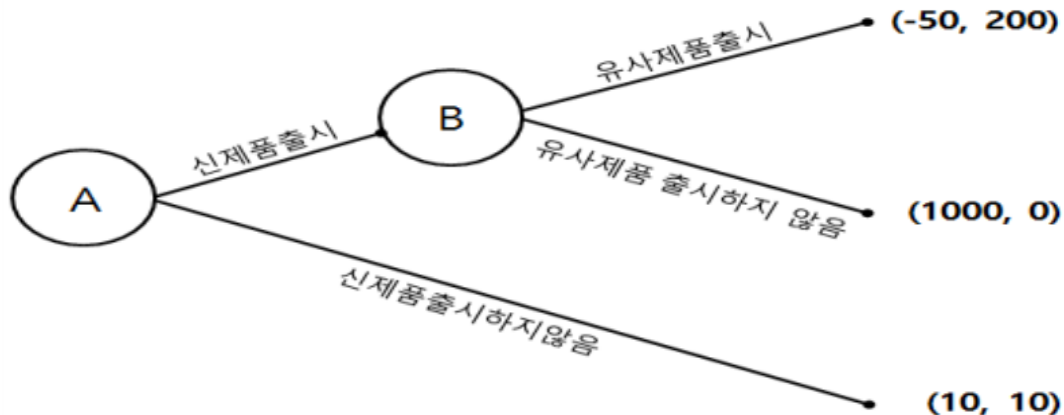 (-50, 200)
유사제품출시
B
신제품출시
유사제품 출시하지 않음
A
(1000, 0)
신제품출시하지않음
(10, 10)